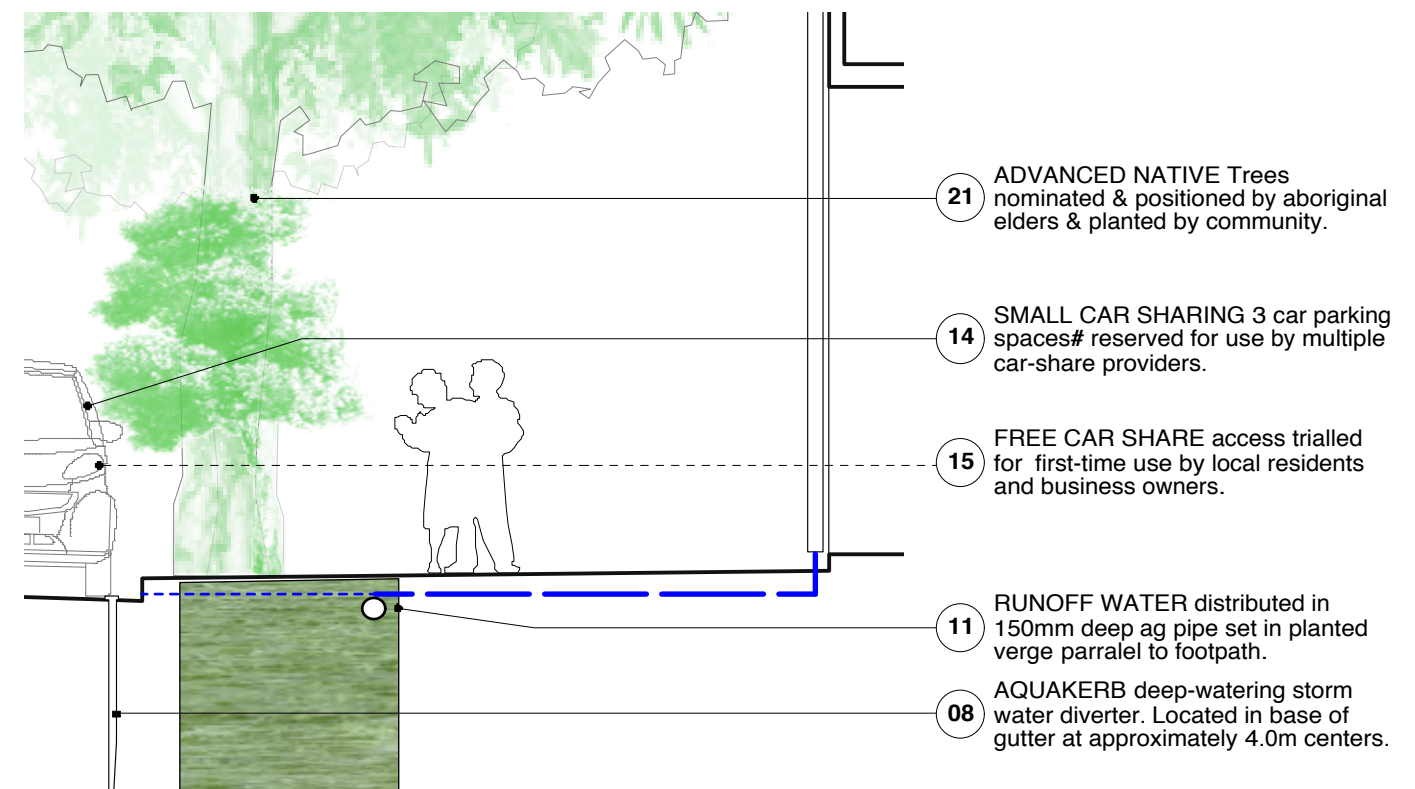 21
ADVANCED NATIVE Trees
nominated & positioned by aboriginal
elders & planted by community.
14
SMALL CAR SHARING 3 car parking
spaces# reserved for use by multiple
car-share providers.
15
FREE CAR SHARE access trialled
for first-time use by local residents
and business owners.
11
RUNOFF WATER distributed in
150mm deep ag pipe set in planted
verge parralel to footpath.
08
AQUAKERB deep-watering storm
water diverter. Located in base of
gutter at approximately 4.0m centers.